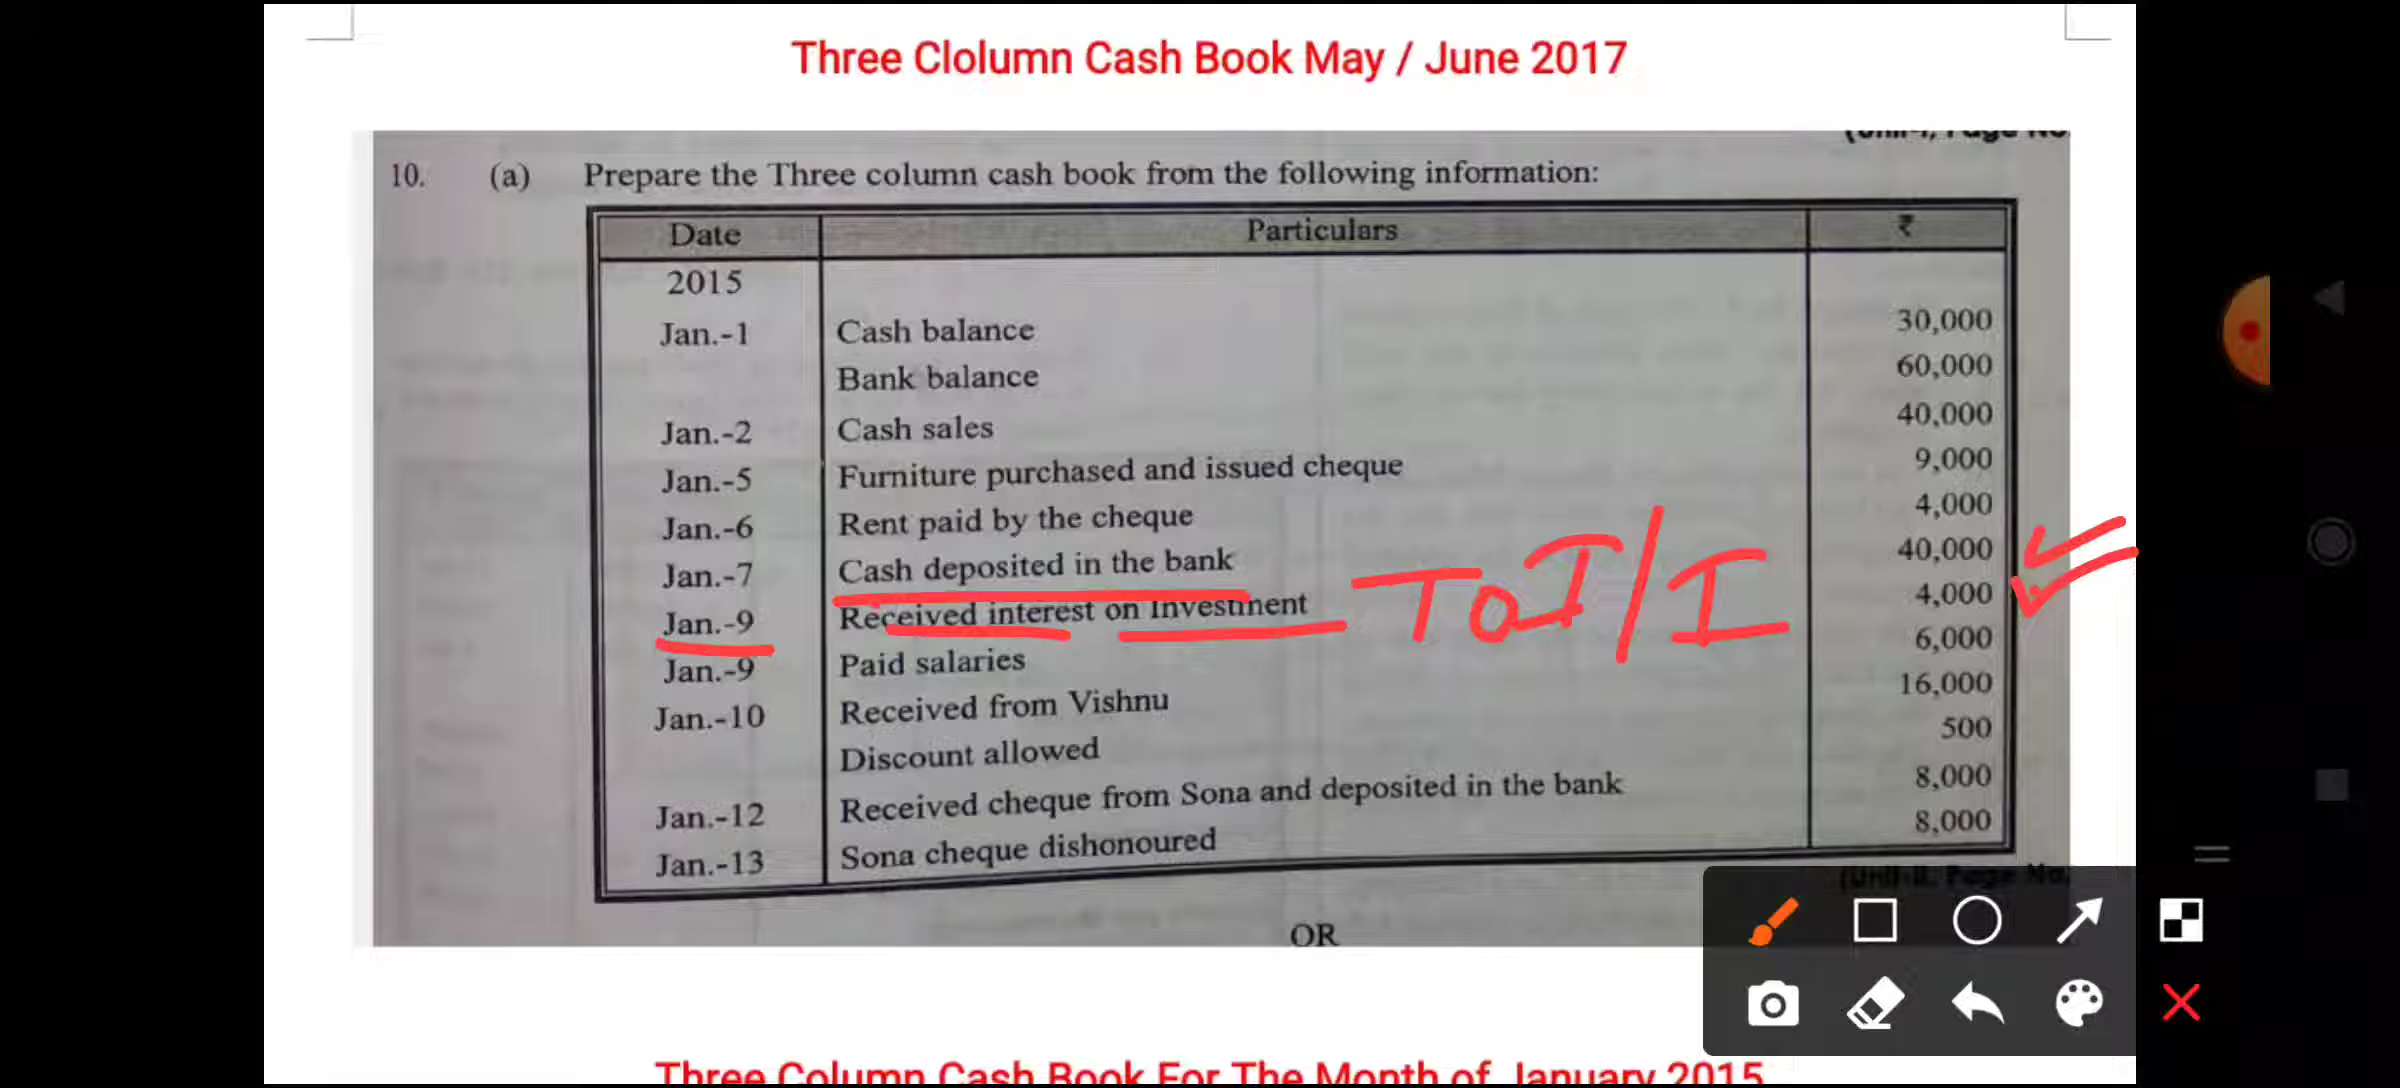 Three Clolumn Cash Book May / June 2017
10. (a) Prepare the Three column cash book from the following information:
Date Particulars ₹
2015
Jan.-1 Cash balance 30,000
Bank balance 60,000
Jan.-2 Cash sales 40,000
Jan.-5 Furniture purchased and issued cheque 9,000
Jan.-6 Rent paid by the cheque 4,000
Jan.-7 Cash deposited in the bank 40,000
Jan.-9 Received interest on Investment 4,000
To I/I
Jan.-9 Paid salaries 6,000
Jan.-10 Received from Vishnu 16,000
Discount allowed 500
Jan.-12 Received cheque from Sona and deposited in the bank 8,000
Jan.-13 Sona cheque dishonoured 8,000
(Unit-II, Page No.
OR
Three Column Cash Book For The Month of January 2015